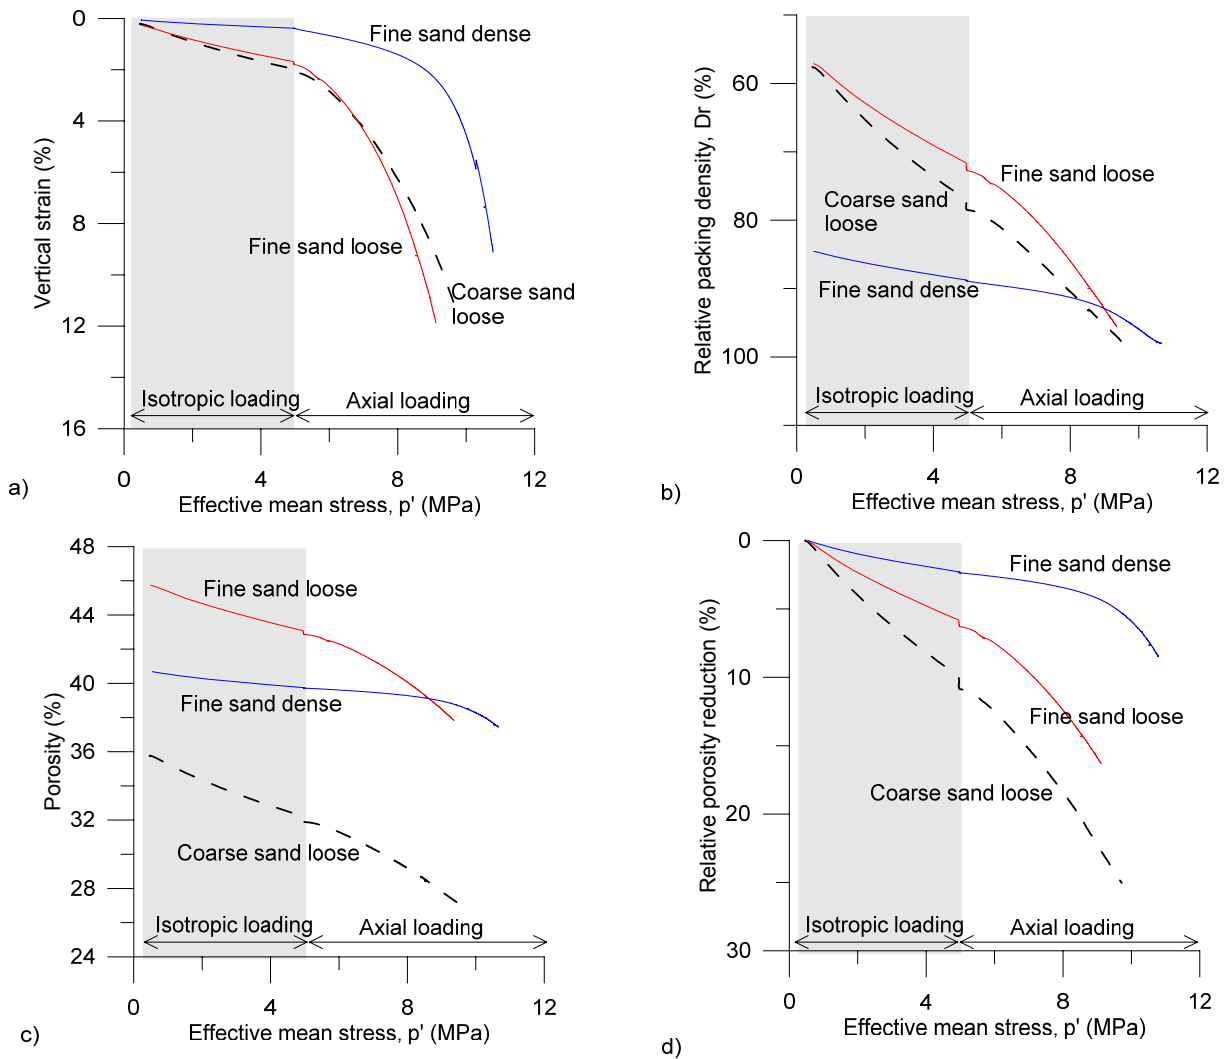 0
4
8
12
16
Vertical strain (%)
Fine sand dense
Fine sand loose
Coarse sand
loose
Isotropic loading
Axial loading
0
4
8
12
Effective mean stress, p' (MPa)
a)
60
80
100
Relative packing density, Dr (%)
Fine sand loose
Coarse sand
loose
Fine sand dense
Isotropic loading
Axial loading
0
4
8
12
Effective mean stress, p' (MPa)
b)
48
44
40
36
32
28
24
Porosity (%)
Fine sand loose
Fine sand dense
Coarse sand loose
Isotropic loading
Axial loading
0
4
8
12
Effective mean stress, p' (MPa)
c)
0
10
20
30
Relative porosity reduction (%)
Fine sand dense
Fine sand loose
Coarse sand loose
Isotropic loading
Axial loading
0
4
8
12
Effective mean stress, p' (MPa)
d)